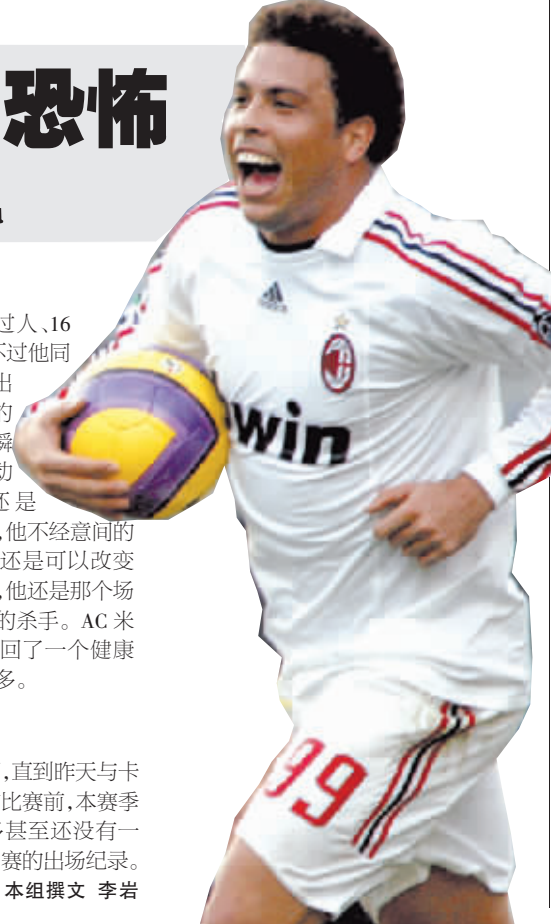 恐怖
过人、16
不过他同
出
的
瞬
动
还是
,他不经意间的
还是可以改变
,他还是那个场
的杀手。AC 米
回了一个健康
多。
,直到昨天与卡
比赛前,本赛季
多甚至还没有一
赛的出场纪录。
本组撰文 李岩
win
99